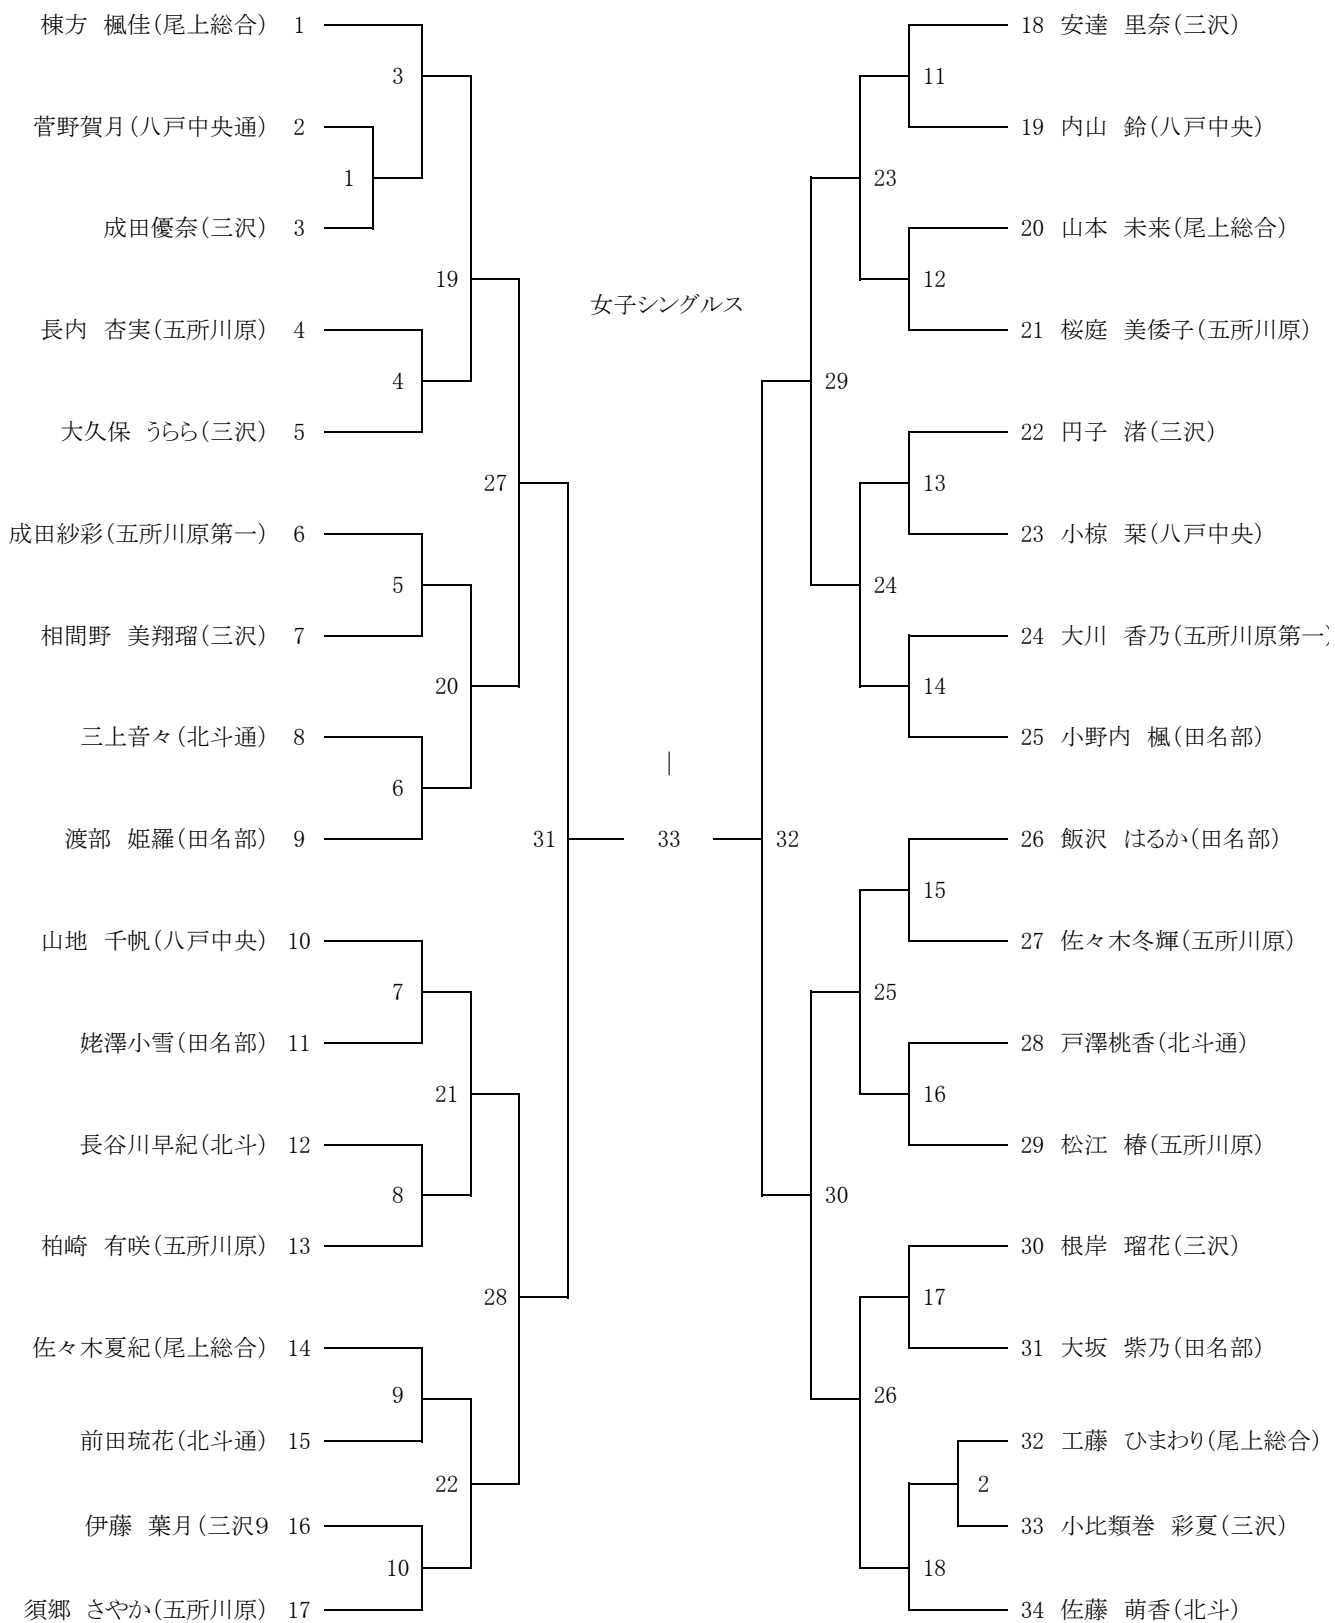 棟方　楓佳(尾上総合)　1
3
菅野賀月(八戸中央通)　2
1
成田優奈(三沢)　3
19
長内　杏実(五所川原)　4
4
大久保　うらら(三沢)　5
27
成田紗彩(五所川原第一)　6
5
相間野　美翔瑠(三沢)　7
20
三上音々(北斗通)　8
6
渡部　姫羅(田名部)　9
31
山地　千帆(八戸中央)　10
7
姥澤小雪(田名部)　11
21
長谷川早紀(北斗)　12
8
柏崎　有咲(五所川原)　13
28
佐々木夏紀(尾上総合)　14
9
前田琉花(北斗通)　15
22
伊藤　葉月(三沢9　16
10
須郷　さやか(五所川原)　17
女子シングルス
｜
33
18　安達　里奈(三沢)
11
19　内山　鈴(八戸中央)
23
20　山本　未来(尾上総合)
12
21　桜庭　美倭子(五所川原)
29
22　円子　渚(三沢)
13
23　小椋　栞(八戸中央)
24
24　大川　香乃(五所川原第一)
14
25　小野内　楓(田名部)
32
26　飯沢　はるか(田名部)
15
27　佐々木冬輝(五所川原)
25
28　戸澤桃香(北斗通)
16
29　松江　椿(五所川原)
30
30　根岸　瑠花(三沢)
17
31　大坂　紫乃(田名部)
26
32　工藤　ひまわり(尾上総合)
2
33　小比類巻　彩夏(三沢)
18
34　佐藤　萌香(北斗)